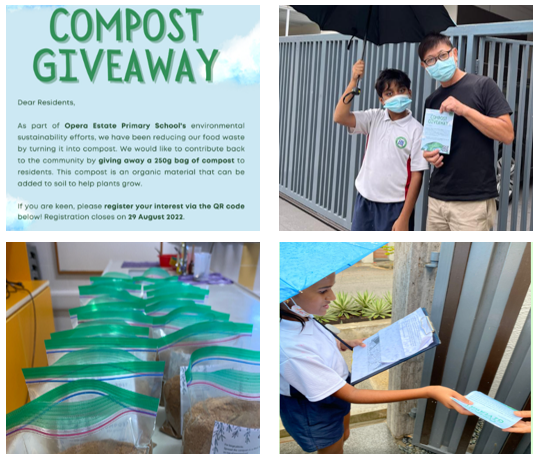 COMPOST
GIVEAWAY
Dear Residents,
As part of Opera Estate Primary School's environmental
sustainability efforts, we have been reducing our food waste
by turning it into compost. We would like to contribute back
to the community by giving away a 250g bag of compost to
residents. This compost is an organic material that can be
added to soil to help plants grow.
If you are keen, please register your interest via the QR code
below! Registration closes on 29 August 2022.
COMPOST
GIVEAWAY